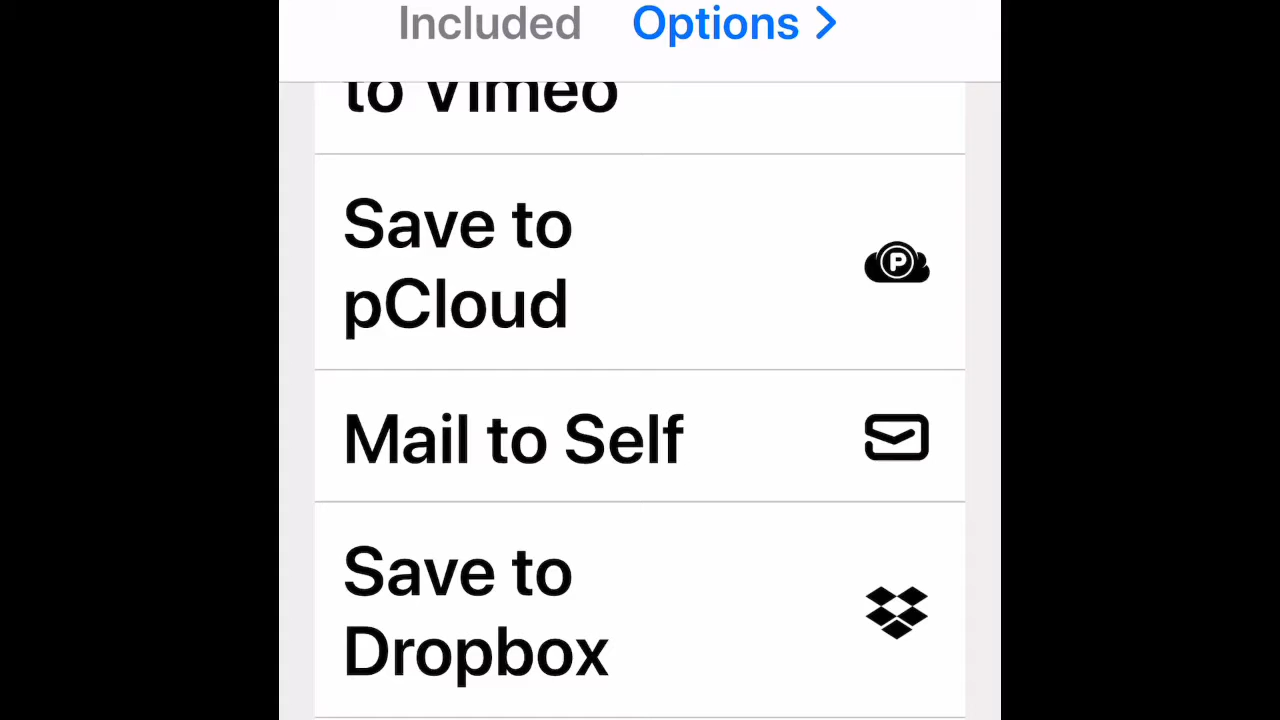 Included Options
to Vimeo
Save to
pCloud
Mail to Self
Save to
Dropbox